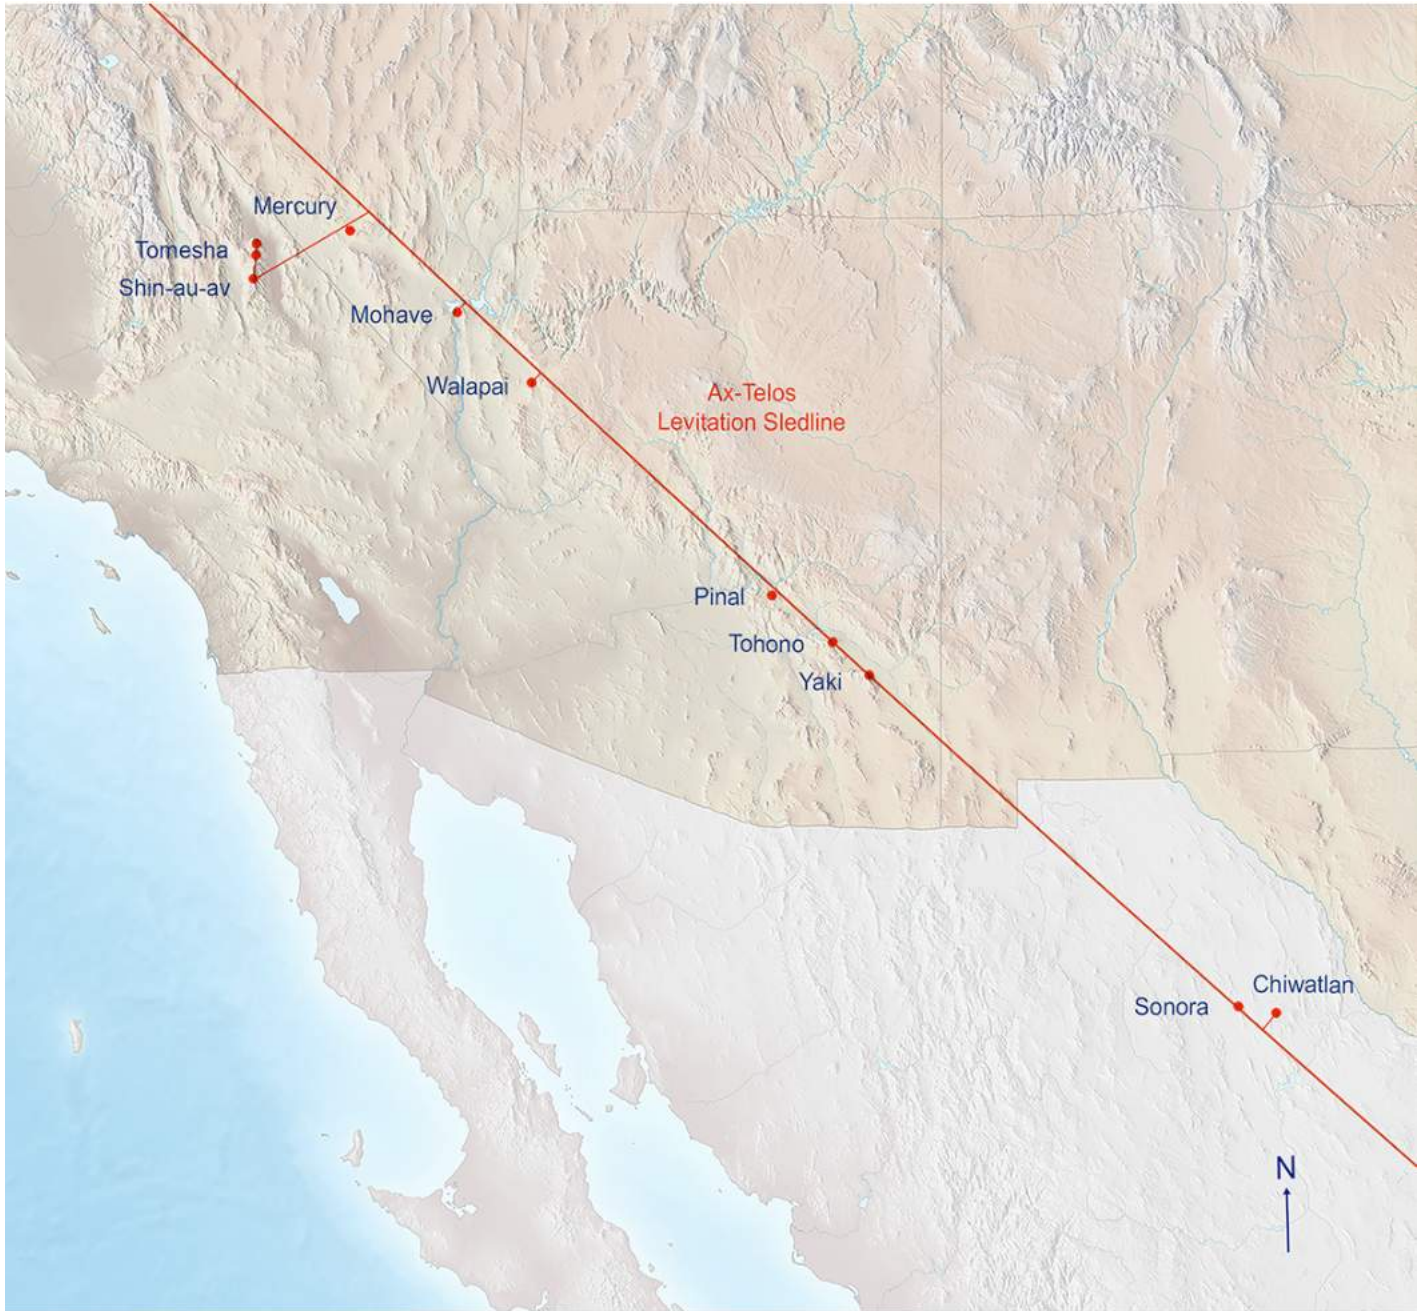 Mercury
Tomesha
Shin-au-av
Mohave
Walapai
Ax-Telos
Levitation Sledline
Pinal
Tohono
Yaki
Chiwatlan
Sonora
N